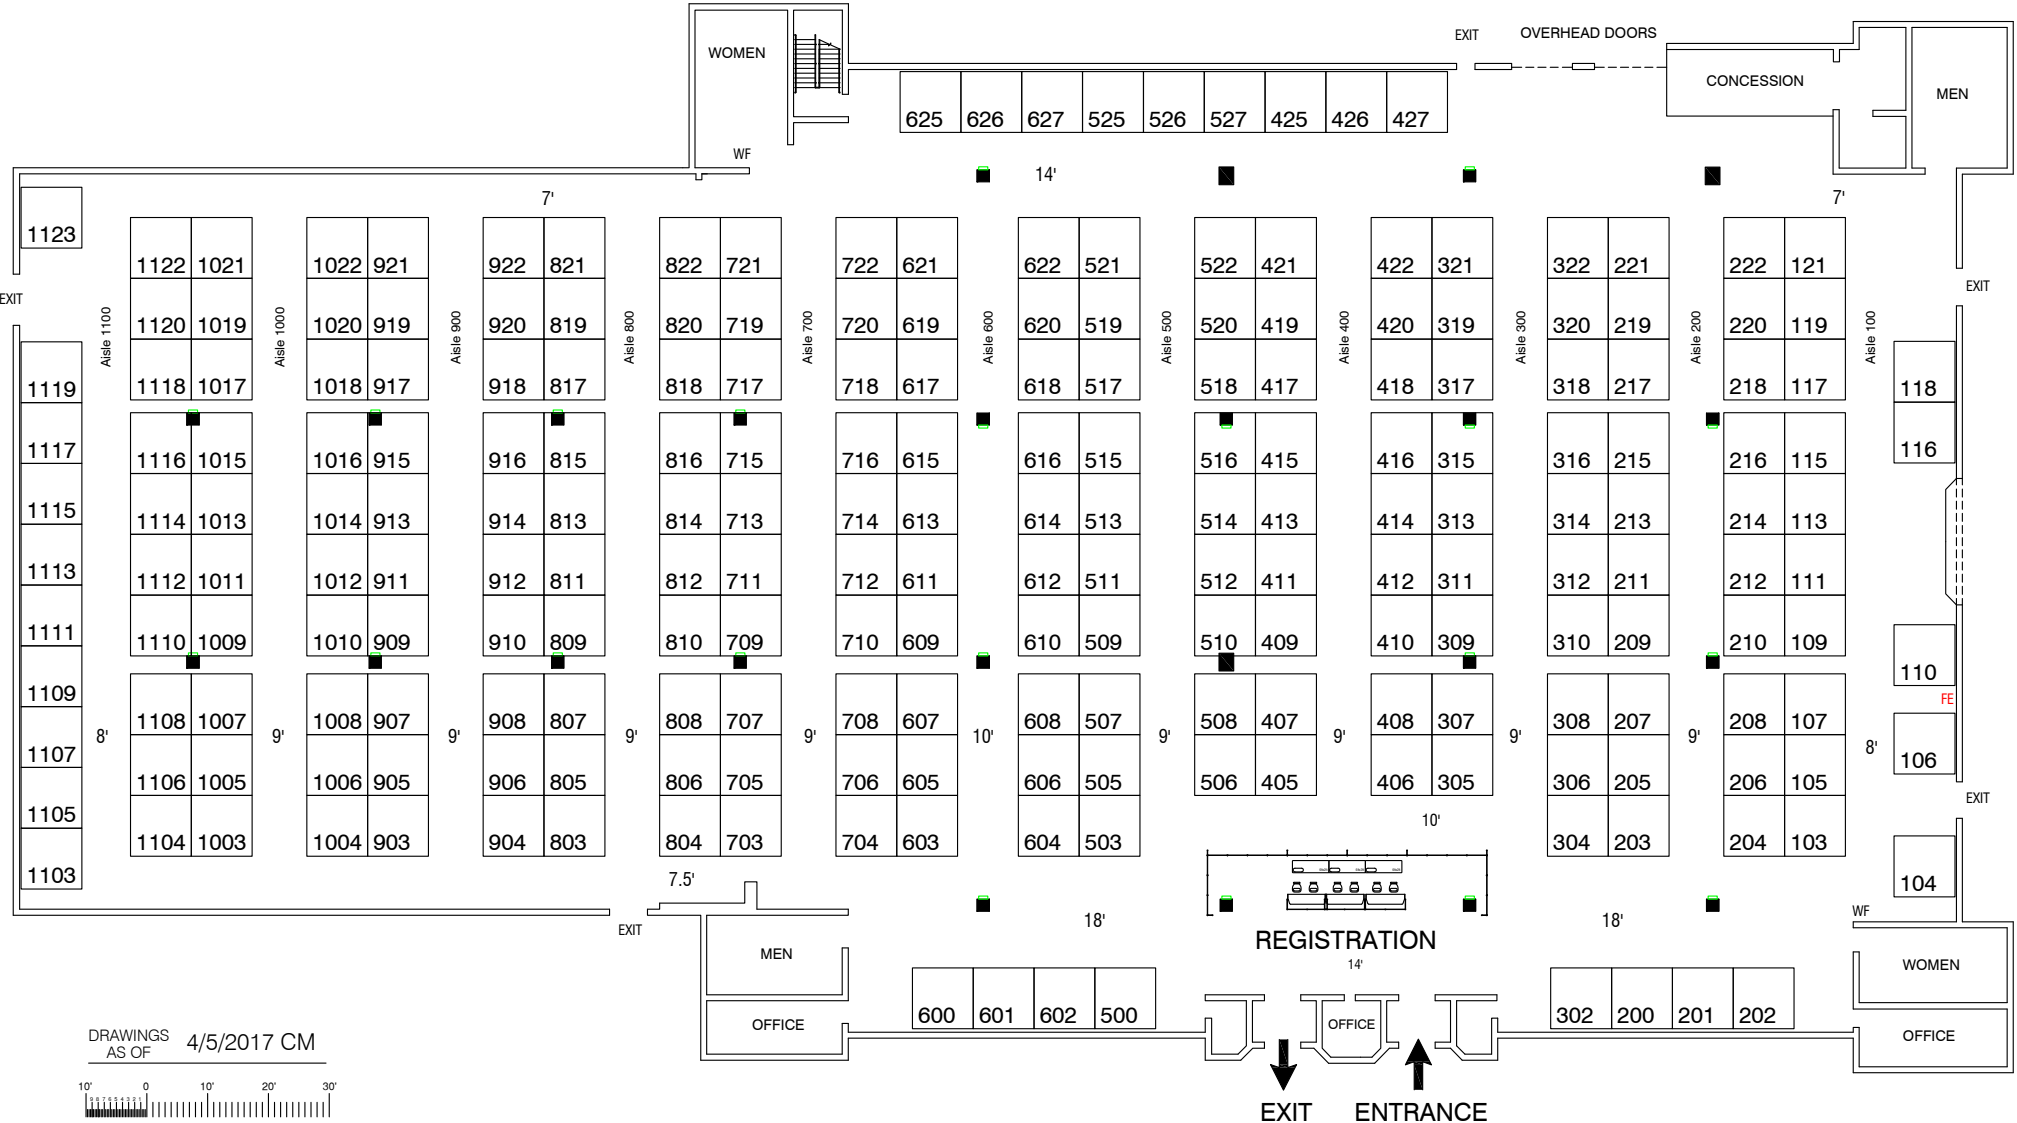 EXIT OVERHEAD DOORS
WOMEN
CONCESSION
MEN
625 626 627 525 526 527 425 426 427
WF
14'
7' 7'
1123
1122 1021 1022 921 922 821 822 721 722 621 622 521 522 421 422 321 322 221 222 121
EXIT EXIT
1120 1019 1020 919 920 819 820 719 720 619 620 519 520 419 420 319 320 219 220 119
Aisle 1100 Aisle 1000 Aisle 900 Aisle 800 Aisle 700 Aisle 600 Aisle 500 Aisle 400 Aisle 300 Aisle 200 Aisle 100
1119 1118 1017 1018 917 918 817 818 717 718 617 618 517 518 417 418 317 318 217 218 117 118
1117 1116 1015 1016 915 916 815 816 715 716 615 616 515 516 415 416 315 316 215 216 115 116
1115 1114 1013 1014 913 914 813 814 713 714 613 614 513 514 413 414 313 314 213 214 113
1113 1112 1011 1012 911 912 811 812 711 712 611 612 511 512 411 412 311 312 211 212 111
1111 1110 1009 1010 909 910 809 810 709 710 609 610 509 510 409 410 309 310 209 210 109
110
1109
FE
1108 1007 1008 907 908 807 808 707 708 607 608 507 508 407 408 307 308 207 208 107
8' 9' 9' 9' 9' 10' 9' 9' 9' 9' 8'
1107 106
1106 1005 1006 905 906 805 806 705 706 605 606 505 506 405 406 305 306 205 206 105
EXIT
1105
10'
1104 1003 1004 903 904 803 804 703 704 603 604 503 304 203 204 103
1103
7.5'
104
WF
18' 18'
EXIT
REGISTRATION
MEN
14'
WOMEN
600 601 602 500 302 200 201 202
OFFICE OFFICE OFFICE
DRAWINGS
AS OF
4/5/2017 CM
10' 0 10' 20' 30'
9 8 7 6 5 4 3 2 1
EXIT ENTRANCE